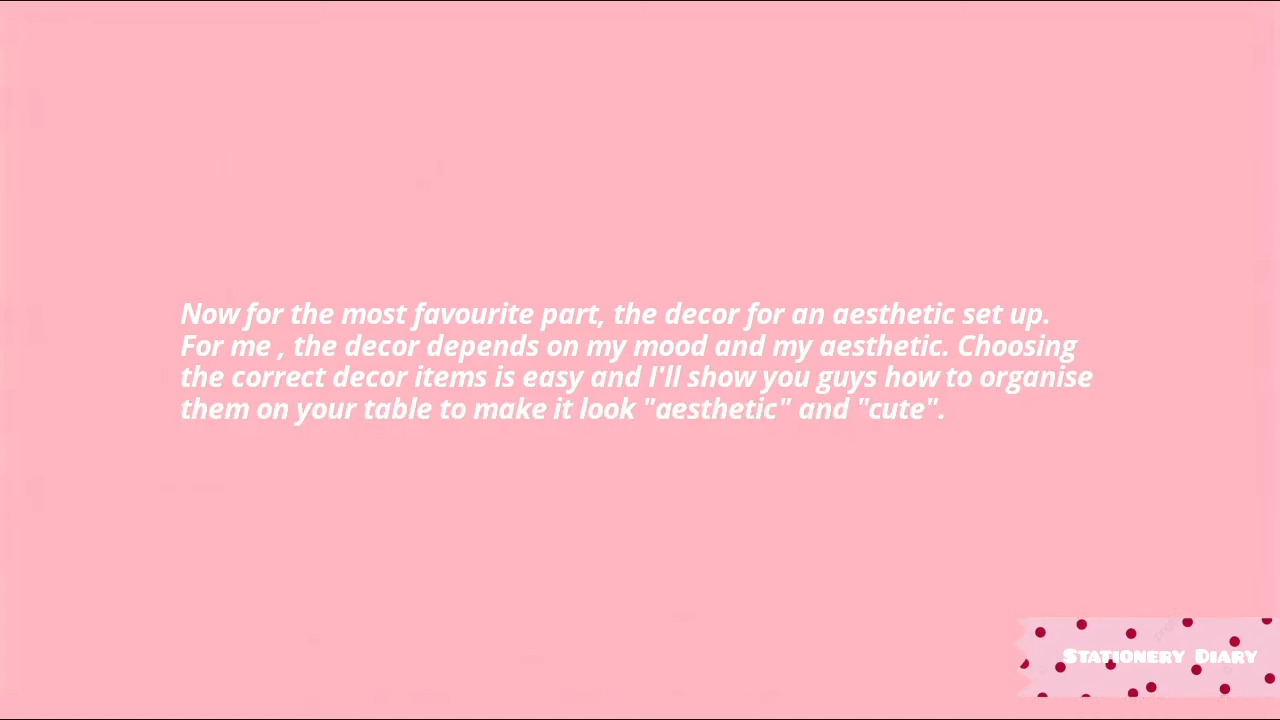 Now for the most favourite part, the decor for an aesthetic set up.
For me , the decor depends on my mood and my aesthetic. Choosing
the correct decor items is easy and I'll show you guys how to organise
them on your table to make it look "aesthetic" and "cute".
Stationery Diary